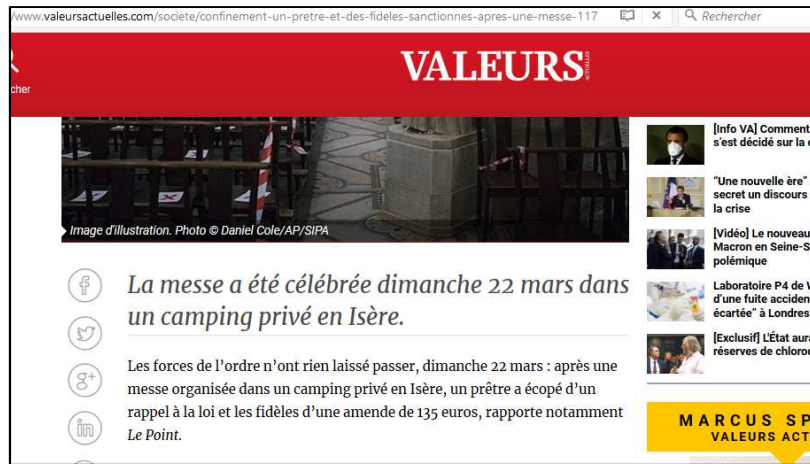 /www.valeursactuelles.com/societe/confinement-un-pretre-et-des-fideles-sanctionnes-apres-une-messe-117
Rechercher
cher
VALEURS
ACTUELLES
Image d'illustration. Photo © Daniel Cole/AP/SIPA
La messe a été célébrée dimanche 22 mars dans
un camping privé en Isère.
Les forces de l'ordre n'ont rien laissé passer, dimanche 22 mars : après une
messe organisée dans un camping privé en Isère, un prêtre a écopé d'un
rappel à la loi et les fidèles d'une amende de 135 euros, rapporte notamment
Le Point.
[Info VA] Comment
s'est décidé sur la
"Une nouvelle ère"
secret un discours
la crise
[Vidéo] Le nouveau
Macron en Seine-S
polémique
Laboratoire P4 de W
d'une fuite acciden
écartée" à Londres
[Exclusif] L'État aura
réserves de chloroq
MARCUS SP
VALEURS ACT